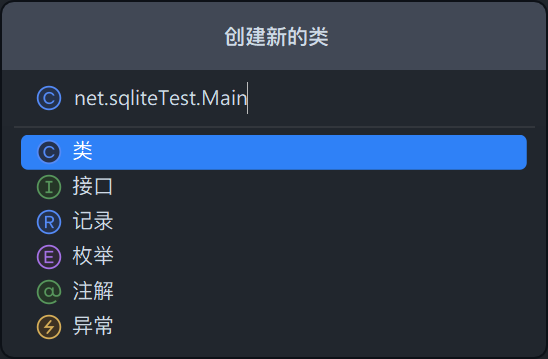 创建新的类
C net.sqliteTest.Main
C 类
I 接口
R 记录
E 枚举
@ 注解
异常